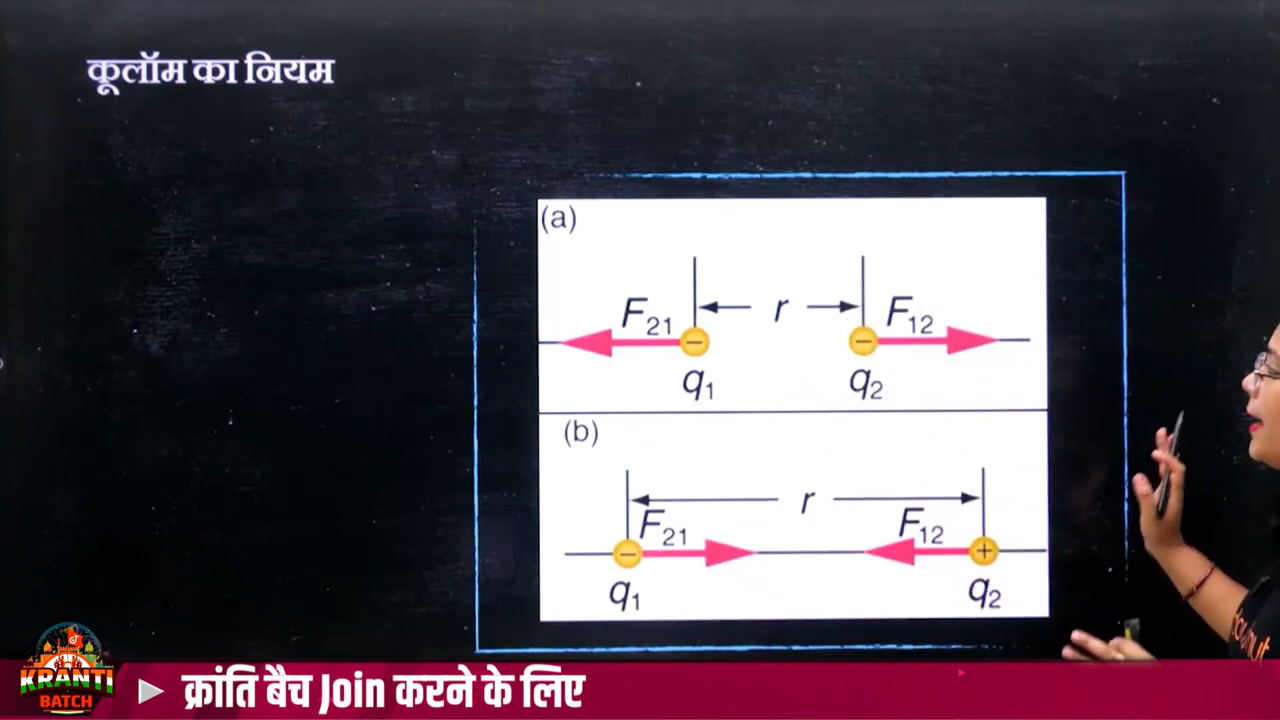 कूलॉम का नियम
(a)
F21 r F12
− −
q1 q2
(b)
r
F21 F12
− +
q1 q2
KRANTI
BATCH
क्रांति बैच Join करने के लिए